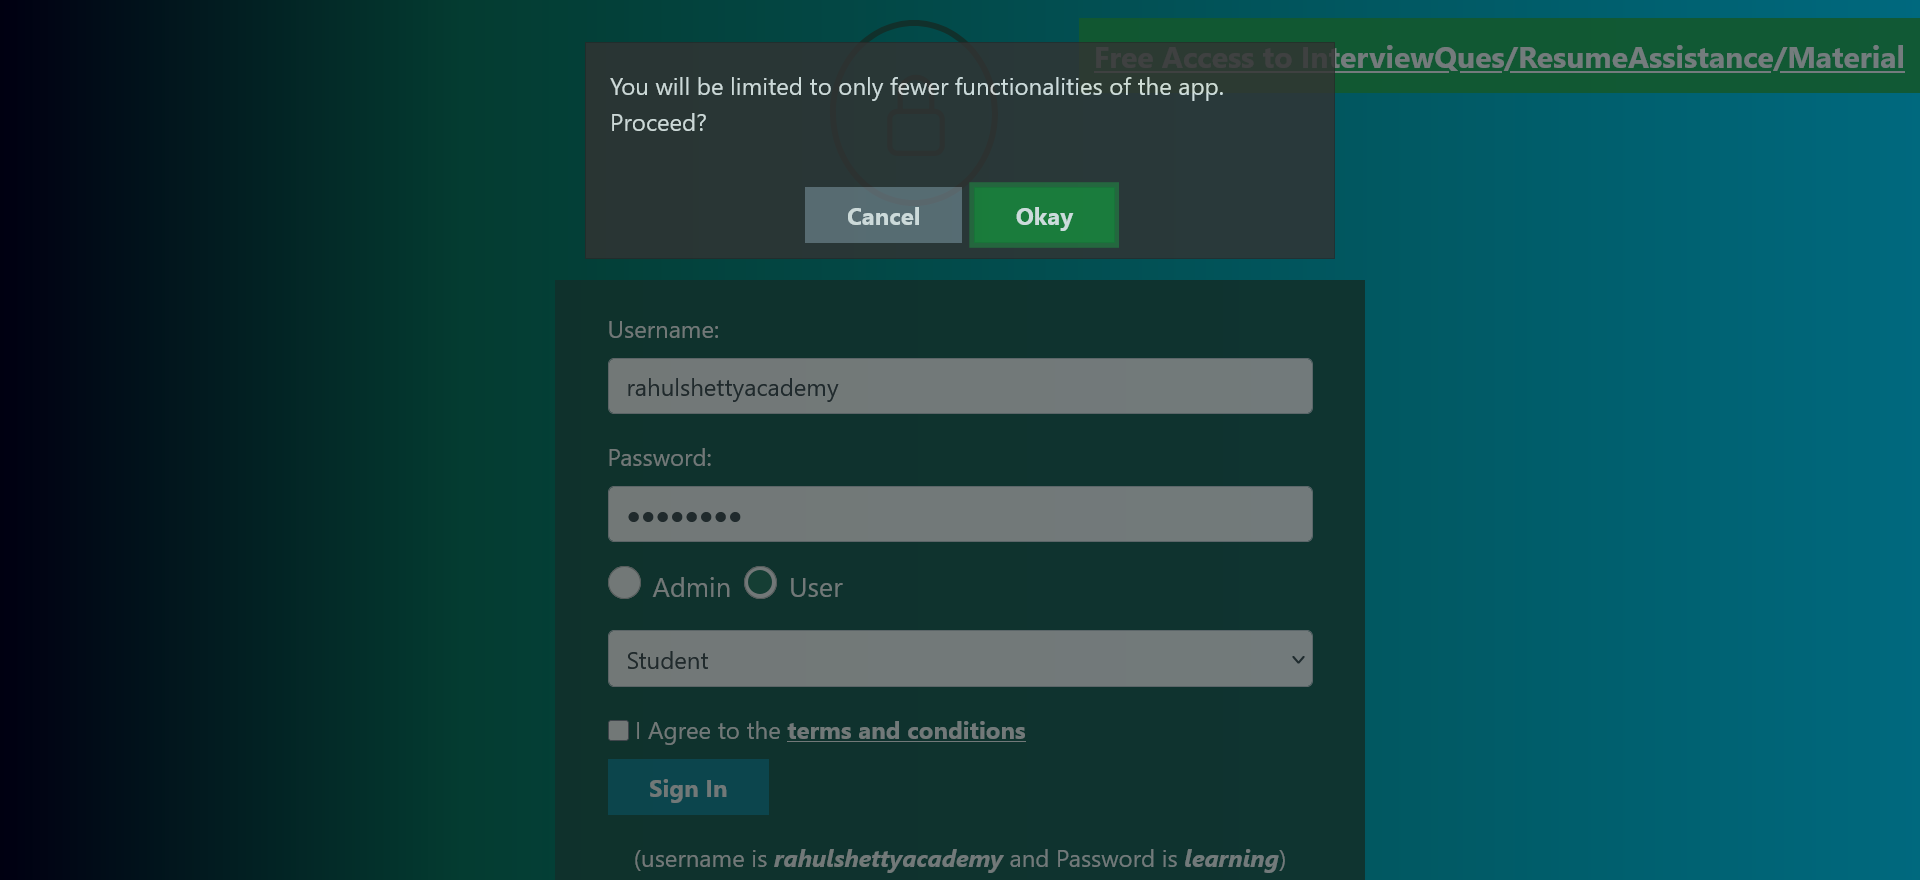 Free Access to InterviewQues/ResumeAssistance/Material
You will be limited to only fewer functionalities of the app.
Proceed?
Cancel
Okay
Username:
rahulshettyacademy
Password:
••••••••
Admin
User
Student
I Agree to the terms and conditions
Sign In
(username is rahulshettyacademy and Password is learning)